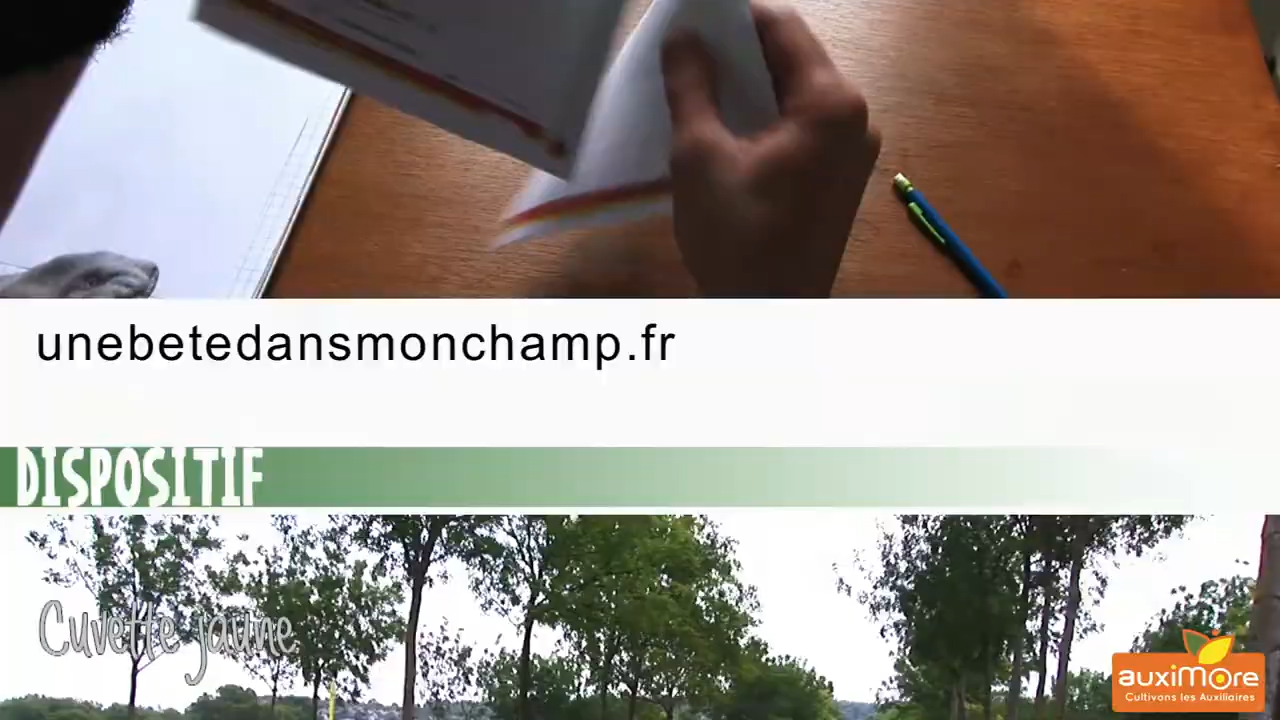 unebetedansmonchamp.fr
DISPOSITIF
Cuvette jaune
auxiMore
Cultivons les Auxiliaires